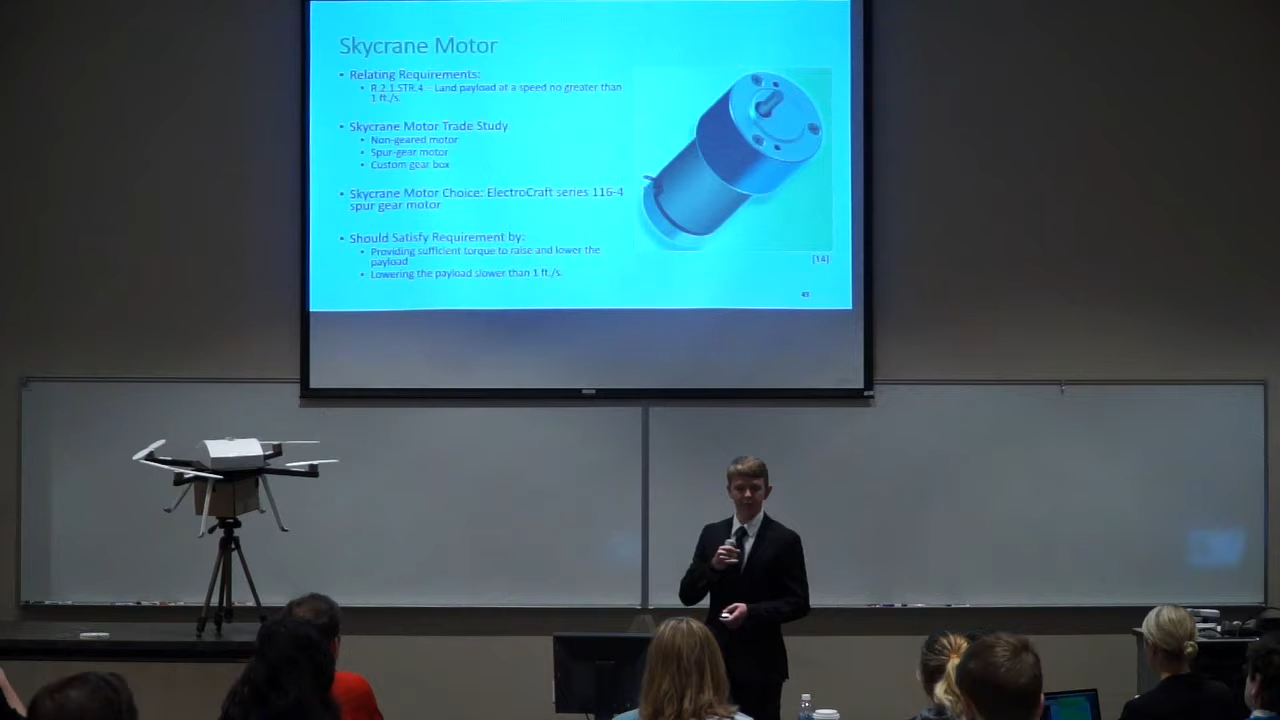 Skycrane Motor
• Relating Requirements:
• R.2.1.STR.4 – Land payload at a speed no greater than
1 ft./s.
• Skycrane Motor Trade Study
• Non-geared motor
• Spur-gear motor
• Custom gear box
• Skycrane Motor Choice: ElectroCraft series 116-4
spur gear motor
• Should Satisfy Requirement by:
• Providing sufficient torque to raise and lower the
payload
• Lowering the payload slower than 1 ft./s.
[14]
43